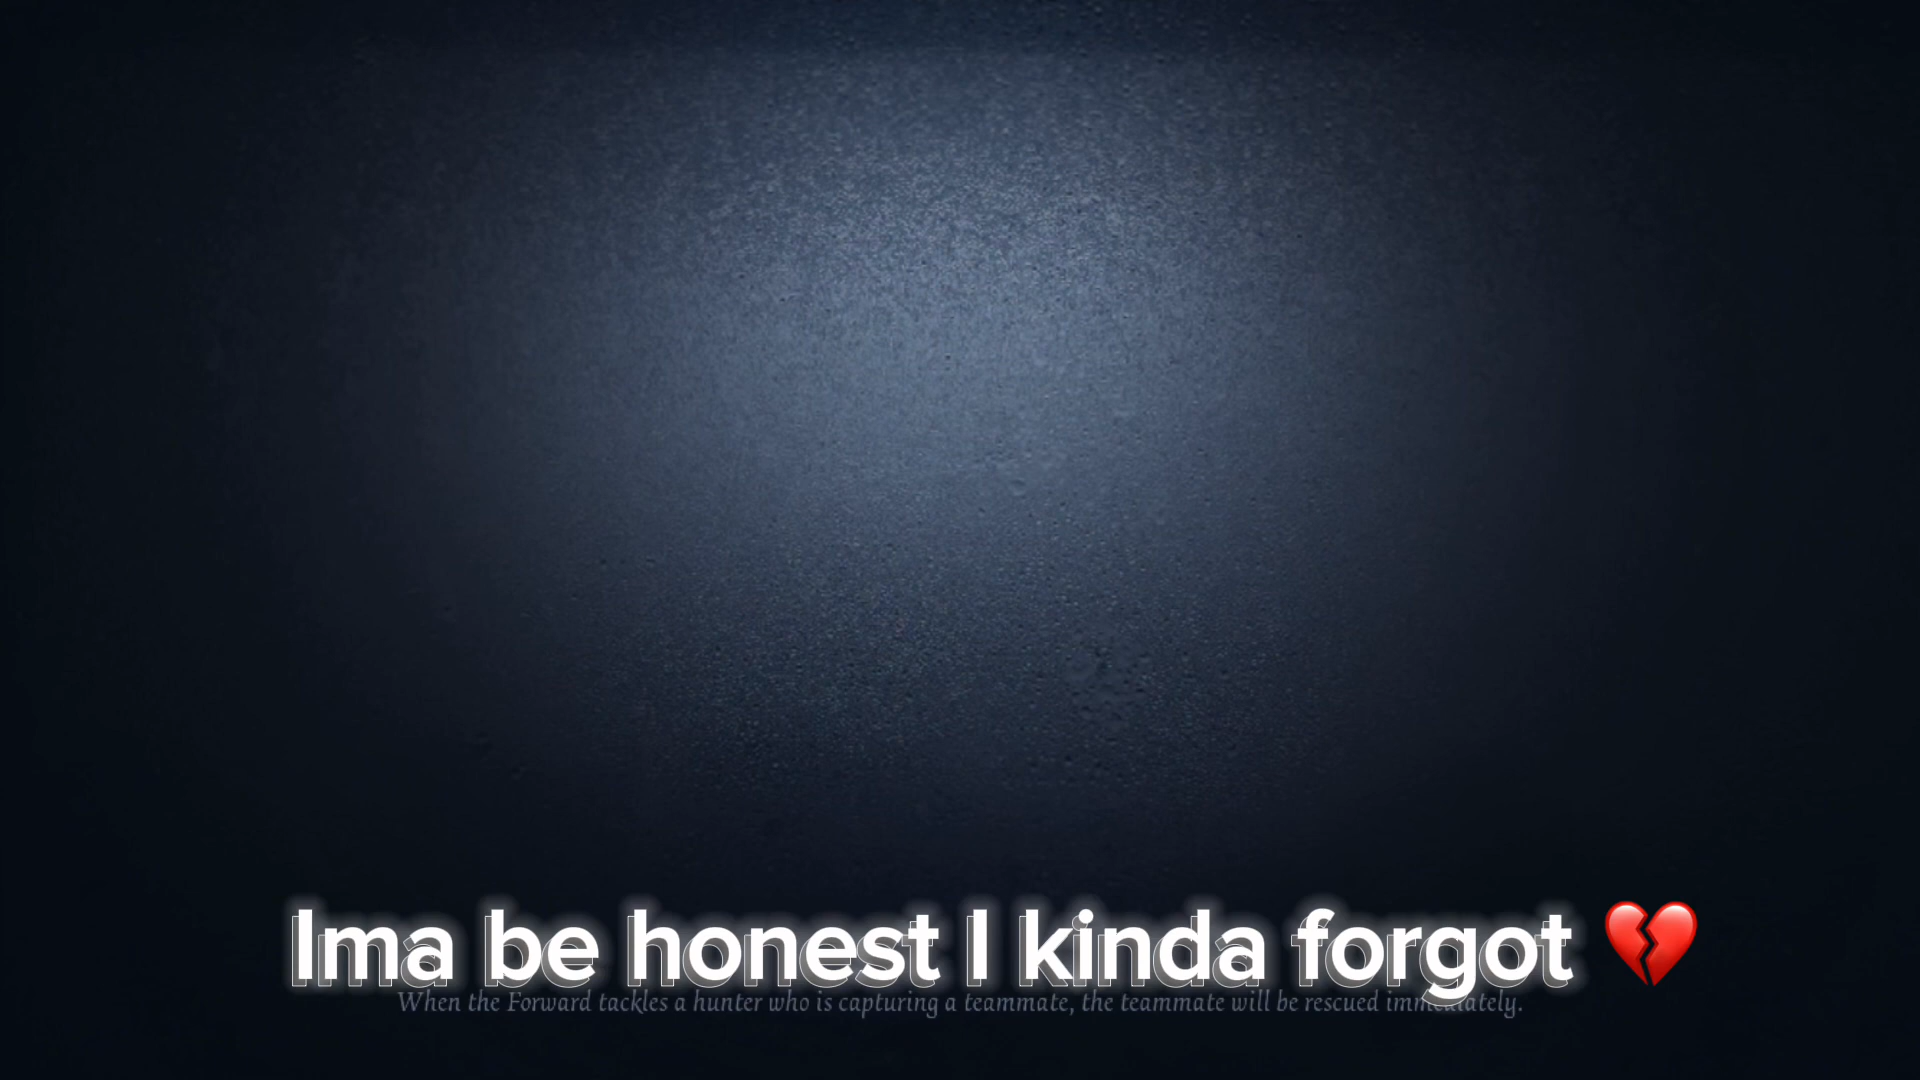 Ima be honest I kinda forgot 💔
When the Forward tackles a hunter who is capturing a teammate, the teammate will be rescued immediately.